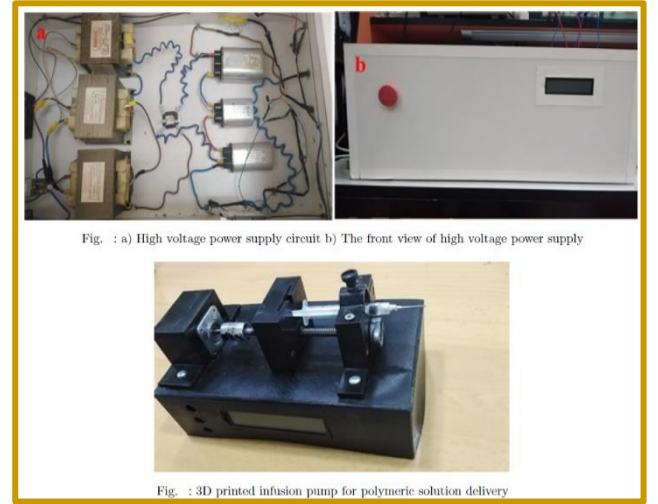 a
b
Fig. : a) High voltage power supply circuit b) The front view of high voltage power supply
Fig. : 3D printed infusion pump for polymeric solution delivery